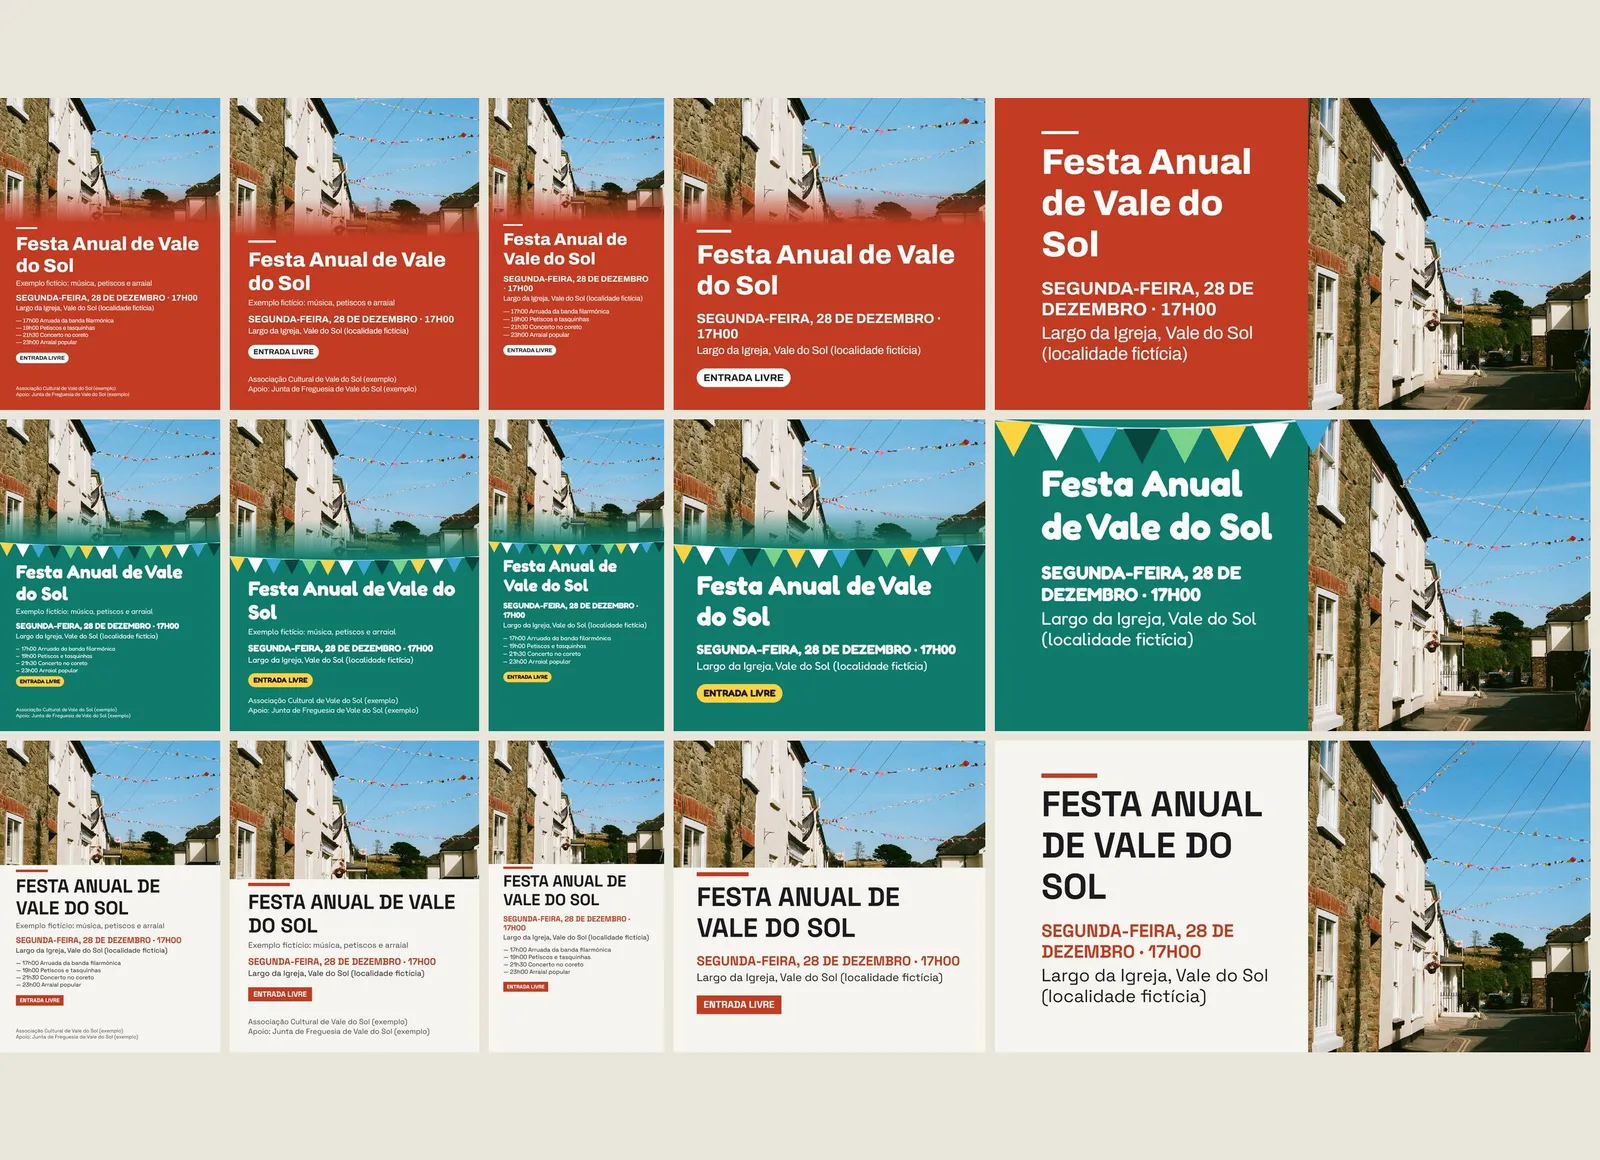 Festa Anual de Vale
do Sol
Exemplo fictício: música, petiscos e arraial
SEGUNDA-FEIRA, 28 DE DEZEMBRO · 17H00
Largo da Igreja, Vale do Sol (localidade fictícia)
— 17h00 Arruada da banda filarmónica
— 19h00 Petiscos e tasquinhas
— 21h30 Concerto no coreto
— 23h00 Arraial popular
ENTRADA LIVRE
Associação Cultural de Vale do Sol (exemplo)
Apoio: Junta de Freguesia de Vale do Sol (exemplo)
Festa Anual de Vale
do Sol
Exemplo fictício: música, petiscos e arraial
SEGUNDA-FEIRA, 28 DE DEZEMBRO · 17H00
Largo da Igreja, Vale do Sol (localidade fictícia)
ENTRADA LIVRE
Associação Cultural de Vale do Sol (exemplo)
Apoio: Junta de Freguesia de Vale do Sol (exemplo)
Festa Anual de
Vale do Sol
SEGUNDA-FEIRA, 28 DE DEZEMBRO
· 17H00
Largo da Igreja, Vale do Sol (localidade fictícia)
— 17h00 Arruada da banda filarmónica
— 19h00 Petiscos e tasquinhas
— 21h30 Concerto no coreto
— 23h00 Arraial popular
ENTRADA LIVRE
Festa Anual de Vale
do Sol
SEGUNDA-FEIRA, 28 DE DEZEMBRO ·
17H00
Largo da Igreja, Vale do Sol (localidade fictícia)
ENTRADA LIVRE
Festa Anual
de Vale do
Sol
SEGUNDA-FEIRA, 28 DE
DEZEMBRO · 17H00
Largo da Igreja, Vale do Sol
(localidade fictícia)
Festa Anual de Vale
do Sol
Exemplo fictício: música, petiscos e arraial
SEGUNDA-FEIRA, 28 DE DEZEMBRO · 17H00
Largo da Igreja, Vale do Sol (localidade fictícia)
— 17h00 Arruada da banda filarmónica
— 19h00 Petiscos e tasquinhas
— 21h30 Concerto no coreto
— 23h00 Arraial popular
ENTRADA LIVRE
Associação Cultural de Vale do Sol (exemplo)
Apoio: Junta de Freguesia de Vale do Sol (exemplo)
Festa Anual de Vale do
Sol
Exemplo fictício: música, petiscos e arraial
SEGUNDA-FEIRA, 28 DE DEZEMBRO · 17H00
Largo da Igreja, Vale do Sol (localidade fictícia)
ENTRADA LIVRE
Associação Cultural de Vale do Sol (exemplo)
Apoio: Junta de Freguesia de Vale do Sol (exemplo)
Festa Anual de
Vale do Sol
SEGUNDA-FEIRA, 28 DE DEZEMBRO ·
17H00
Largo da Igreja, Vale do Sol (localidade fictícia)
— 17h00 Arruada da banda filarmónica
— 19h00 Petiscos e tasquinhas
— 21h30 Concerto no coreto
— 23h00 Arraial popular
ENTRADA LIVRE
Festa Anual de Vale
do Sol
SEGUNDA-FEIRA, 28 DE DEZEMBRO · 17H00
Largo da Igreja, Vale do Sol (localidade fictícia)
ENTRADA LIVRE
Festa Anual
de Vale do Sol
SEGUNDA-FEIRA, 28 DE
DEZEMBRO · 17H00
Largo da Igreja, Vale do Sol
(localidade fictícia)
FESTA ANUAL DE
VALE DO SOL
Exemplo fictício: música, petiscos e arraial
SEGUNDA-FEIRA, 28 DE DEZEMBRO · 17H00
Largo da Igreja, Vale do Sol (localidade fictícia)
— 17h00 Arruada da banda filarmónica
— 19h00 Petiscos e tasquinhas
— 21h30 Concerto no coreto
— 23h00 Arraial popular
ENTRADA LIVRE
Associação Cultural de Vale do Sol (exemplo)
Apoio: Junta de Freguesia de Vale do Sol (exemplo)
FESTA ANUAL DE VALE
DO SOL
Exemplo fictício: música, petiscos e arraial
SEGUNDA-FEIRA, 28 DE DEZEMBRO · 17H00
Largo da Igreja, Vale do Sol (localidade fictícia)
ENTRADA LIVRE
Associação Cultural de Vale do Sol (exemplo)
Apoio: Junta de Freguesia de Vale do Sol (exemplo)
FESTA ANUAL DE
VALE DO SOL
SEGUNDA-FEIRA, 28 DE DEZEMBRO ·
17H00
Largo da Igreja, Vale do Sol (localidade fictícia)
— 17h00 Arruada da banda filarmónica
— 19h00 Petiscos e tasquinhas
— 21h30 Concerto no coreto
— 23h00 Arraial popular
ENTRADA LIVRE
FESTA ANUAL DE
VALE DO SOL
SEGUNDA-FEIRA, 28 DE DEZEMBRO · 17H00
Largo da Igreja, Vale do Sol (localidade fictícia)
ENTRADA LIVRE
FESTA ANUAL
DE VALE DO
SOL
SEGUNDA-FEIRA, 28 DE
DEZEMBRO · 17H00
Largo da Igreja, Vale do Sol
(localidade fictícia)